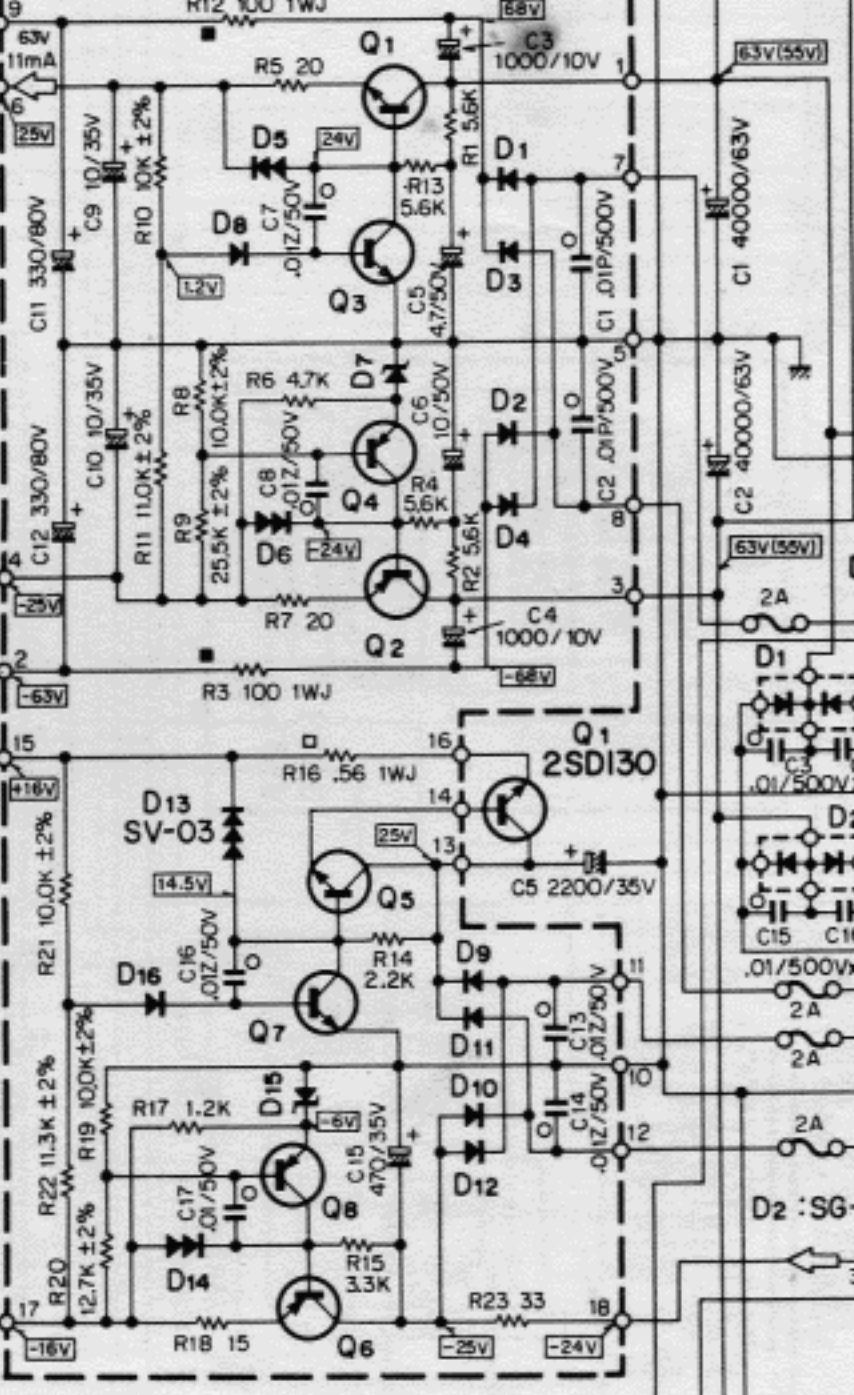 9
R12 100 1WJ
68V
63V
11mA
Q1
C3
1000/10V
1
63V(55V)
6
25V
R5 20
C9 10/35V
R10 10K ±2%
D5
24V
R13
5.6K
R1 5.6K
D1
7
C1 40000/63V
C11 330/80V
D8
C7
.01Z/50V
1.2V
Q3
C5
4.7/50V
D3
C1 .01P/500V
5
R8
10.0K±2%
R6 4.7K
D7
C6
10/50V
D2
C2 .01P/500V
C2 40000/63V
C12 330/80V
C10 10/35V
R11 11.0K ±2%
R9
25.5K ±2%
C8
.01Z/50V
Q4
R4
5.6K
D6
-24V
R2 5.6K
D4
8
63V(55V)
4
-25V
R7 20
Q2
C4
1000/10V
3
2A
2
-63V
R3 100 1WJ
-68V
D1
15
+16V
R16 .56 1WJ
16
Q1
2SD130
C3
.01/500V
D13
SV-03
14
25V
13
D2
R21 10.0K ±2%
14.5V
Q5
C5 2200/35V
C15
D16
C16
.01Z/50V
R14
2.2K
D9
11
.01/500V
2A
Q7
D11
C13
.01Z/50V
2A
R22 11.3K ±2%
R19 10.0K±2%
D15
10
R17 1.2K
-6V
D10
C14
.01Z/50V
12
2A
C15
470/35V
C17
.01/50V
Q8
D12
D2 :SG-
R20
12.7K ±2%
D14
R15
3.3K
17
-16V
R18 15
Q6
R23 33
-25V
-24V
18